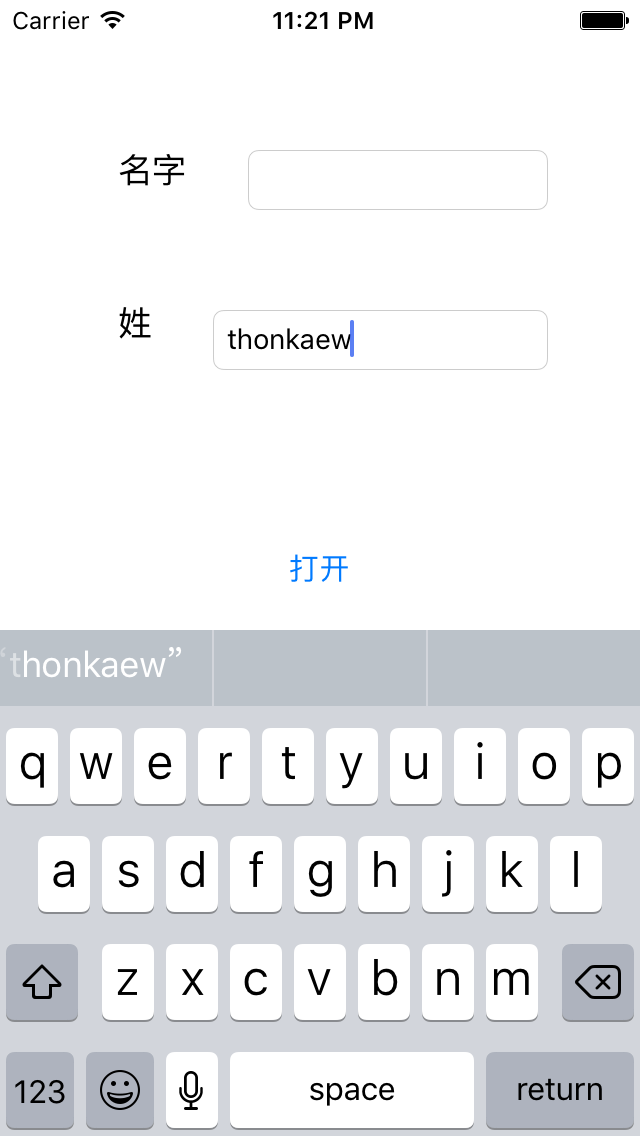 Carrier 11:21 PM
名字
姓 thonkaew
打开
“thonkaew”
q w e r t y u i o p
a s d f g h j k l
z x c v b n m
123 space return